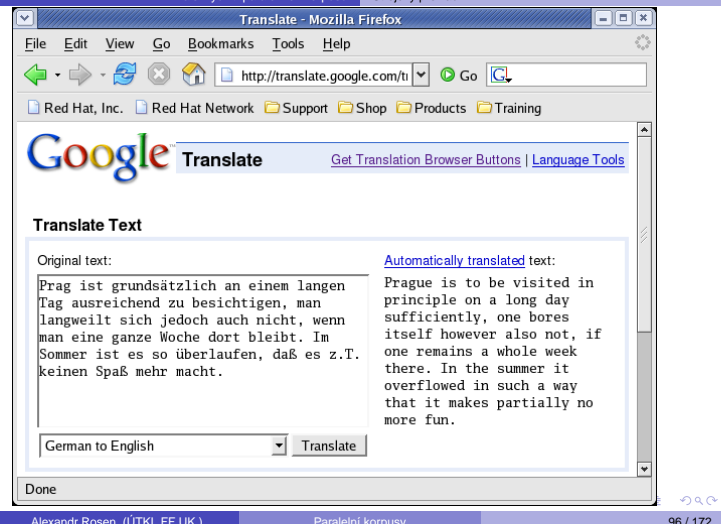 Translate - Mozilla Firefox
File Edit View Go Bookmarks Tools Help
http://translate.google.com/tr Go G
Red Hat, Inc. Red Hat Network Support Shop Products Training
Google™ Translate Get Translation Browser Buttons | Language Tools
Translate Text
Original text:
Prag ist grundsätzlich an einem langen
Tag ausreichend zu besichtigen, man
langweilt sich jedoch auch nicht, wenn
man eine ganze Woche dort bleibt. Im
Sommer ist es so überlaufen, daß es z.T.
keinen Spaß mehr macht.
German to English Translate
Automatically translated text:
Prague is to be visited in
principle on a long day
sufficiently, one bores
itself however also not, if
one remains a whole week
there. In the summer it
overflowed in such a way
that it makes partially no
more fun.
Done
Alexandr Rosen (ÚTKL FF UK) Paralelní korpusy 96 / 172